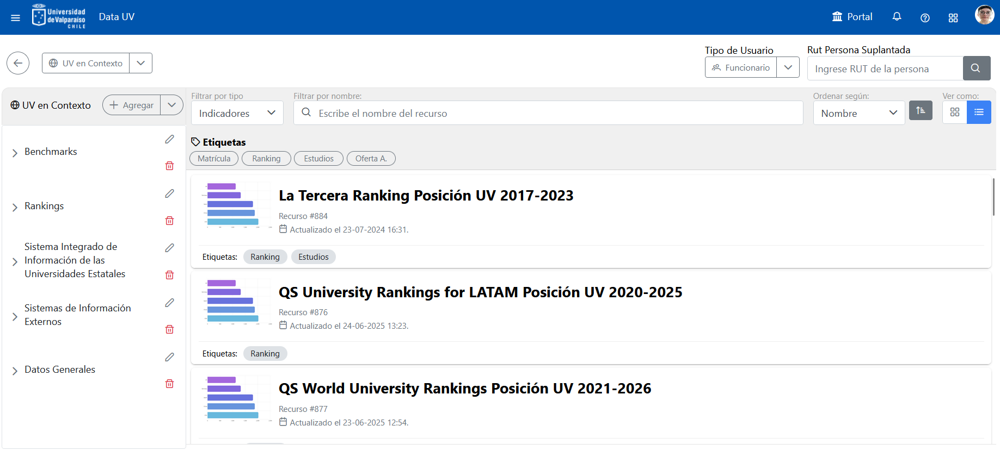 Universidad
de Valparaíso
CHILE
Data UV
Portal
UV en Contexto
Tipo de Usuario
Funcionario
Rut Persona Suplantada
Ingrese RUT de la persona
UV en Contexto
Agregar
Filtrar por tipo
Indicadores
Filtrar por nombre:
Escribe el nombre del recurso
Ordenar según:
Nombre
Ver como:
Etiquetas
Matrícula
Ranking
Estudios
Oferta A.
Benchmarks
Rankings
Sistema Integrado de
Información de las
Universidades Estatales
Sistemas de Información
Externos
Datos Generales
La Tercera Ranking Posición UV 2017-2023
Recurso #884
Actualizado el 23-07-2024 16:31.
Etiquetas: Ranking Estudios
QS University Rankings for LATAM Posición UV 2020-2025
Recurso #876
Actualizado el 24-06-2025 13:23.
Etiquetas: Ranking
QS World University Rankings Posición UV 2021-2026
Recurso #877
Actualizado el 23-06-2025 12:54.